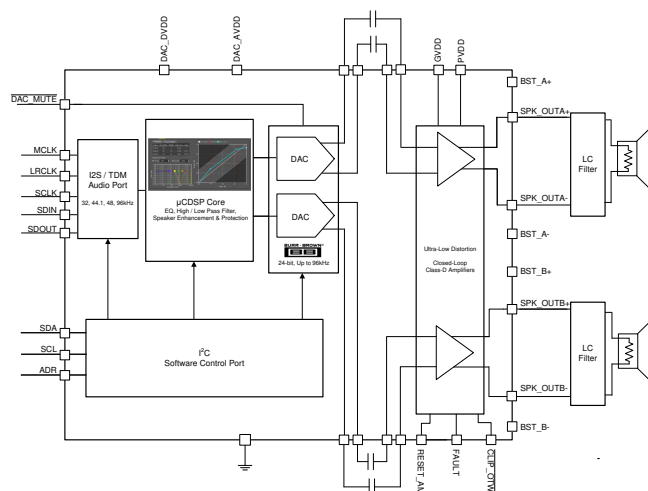 DAC_DVDD
DAC_AVDD
GVDD
PVDD
BST_A+
DAC_MUTE
SPK_OUTA+
MCLK
LRCLK
SCLK
SDIN
SDOUT
I2S / TDM
Audio Port
32, 44.1, 48, 96kHz
µCDSP Core
EQ, High / Low Pass Filter,
Speaker Enhancement & Protection
DAC
DAC
BURR-BROWN
24-bit, Up to 96kHz
LC
Filter
SPK_OUTA-
BST_A-
Ultra-Low Distortion
Closed-Loop
Class-D Amplifiers
BST_B+
SPK_OUTB+
SDA
SCL
ADR
I²C
Software Control Port
LC
Filter
SPK_OUTB-
BST_B-
RESET_AM
FAULT
CLIP_OTW